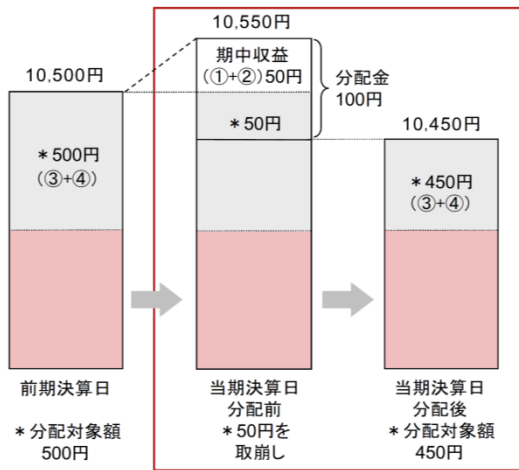 10,550円
期中収益
(①+②)50円
分配金
100円
10,500円
＊50円
10,450円
＊500円
(③+④)
＊450円
(③+④)
前期決算日
＊分配対象額
500円
当期決算日
分配前
＊50円を
取崩し
当期決算日
分配後
＊分配対象額
450円